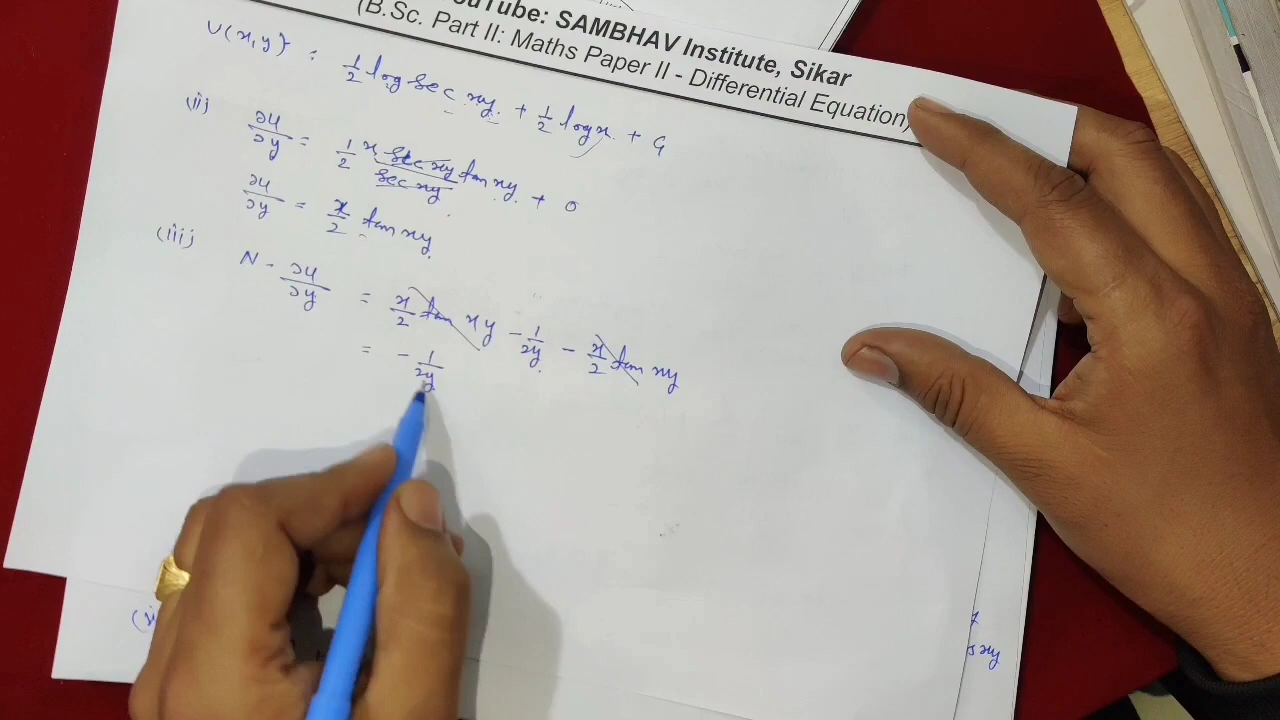 YouTube: SAMBHAV Institute, Sikar
(B.Sc. Part II: Maths Paper II - Differential Equation)
U(x,y) = 1/2 log sec xy + 1/2 log x + C₁
(ii) ∂U/∂y = 1/2 x sec xy tan xy / sec xy + 0
∂U/∂y = x/2 tan xy
(iii) N - ∂U/∂y = x/2 tan xy - 1/2y - x/2 tan xy
= - 1/2y
xy